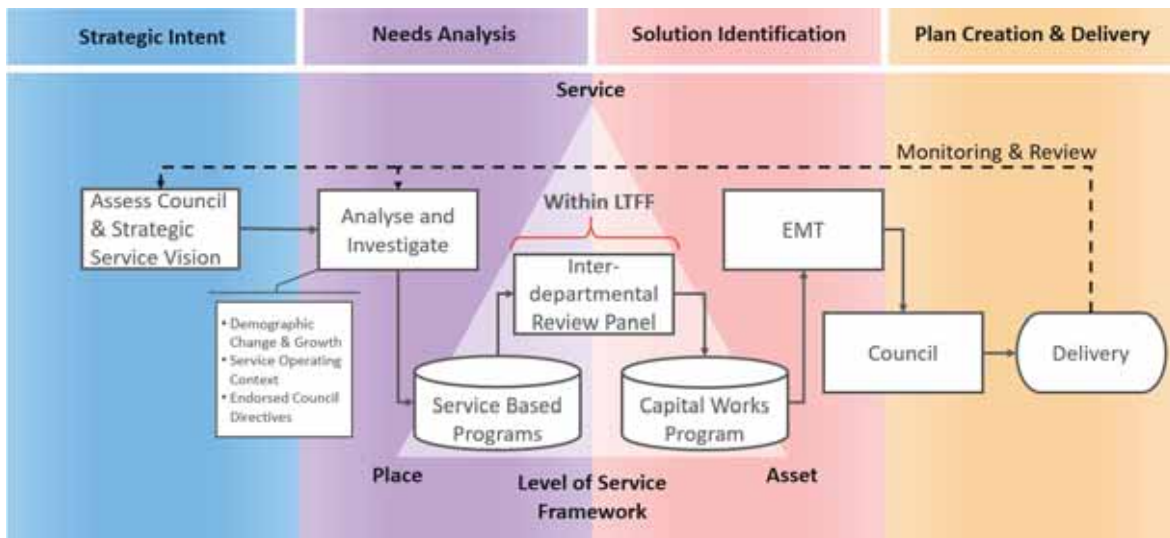 Strategic Intent
Needs Analysis
Solution Identification
Plan Creation & Delivery
Service
Monitoring & Review
Assess Council
& Strategic
Service Vision
Analyse and
Investigate
Within LTFF
EMT
Inter-
departmental
Review Panel
• Demographic
Change & Growth
• Service Operating
Context
• Endorsed Council
Directives
Council
Delivery
Service Based
Programs
Capital Works
Program
Place
Level of Service
Framework
Asset